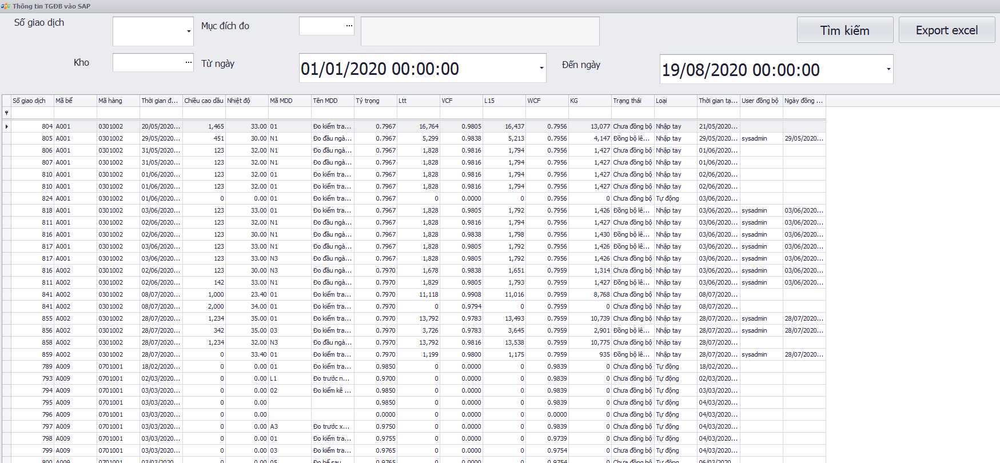 Thông tin TGĐB vào SAP
Số giao dịch Mục đích đo ... Tìm kiếm Export excel
Kho ... Từ ngày 01/01/2020 00:00:00 Đến ngày 19/08/2020 00:00:00
Số giao dịch Mã bể Mã hàng Thời gian đ... Chiều cao dầu Nhiệt độ Mã MDD Tên MDD Tỷ trọng Ltt VCF L15 WCF KG Trạng thái Loại Thời gian tạ... User đồng bộ Ngày đồng ...
804 A001 0301002 20/05/2020... 1,465 33.00 01 Đo kiểm tra... 0.7967 16,764 0.9805 16,437 0.7956 13,077 Chưa đồng bộ Nhập tay 21/05/2020...
805 A001 0301002 29/05/2020... 451 30.00 N1 Đo đầu ngà... 0.7967 5,299 0.9838 5,213 0.7956 4,147 Đồng bộ lê... Nhập tay 29/05/2020... sysadmin 29/05/2020...
806 A001 0301002 31/05/2020... 123 32.00 N1 Đo đầu ngà... 0.7967 1,828 0.9816 1,794 0.7956 1,427 Chưa đồng bộ Nhập tay 01/06/2020...
807 A001 0301002 31/05/2020... 123 32.00 N1 Đo đầu ngà... 0.7967 1,828 0.9816 1,794 0.7956 1,427 Chưa đồng bộ Nhập tay 01/06/2020...
810 A001 0301002 01/06/2020... 123 32.00 01 Đo kiểm tra... 0.7967 1,828 0.9816 1,794 0.7956 1,427 Chưa đồng bộ Nhập tay 02/06/2020...
810 A001 0301002 01/06/2020... 123 32.00 01 Đo kiểm tra... 0.7967 1,828 0.9816 1,794 0.7956 1,427 Chưa đồng bộ Nhập tay 02/06/2020...
824 A001 0301002 01/06/2020... 0 0.00 01 Đo kiểm tra... 0.7967 0 0.0000 0 0.7956 0 Chưa đồng bộ Tự động 03/06/2020...
818 A001 0301002 03/06/2020... 123 33.00 01 Đo kiểm tra... 0.7967 1,828 0.9805 1,792 0.7956 1,426 Đồng bộ lê... Nhập tay 03/06/2020... sysadmin 03/06/2020...
811 A001 0301002 02/06/2020... 123 32.00 N1 Đo đầu ngà... 0.7967 1,828 0.9816 1,794 0.7956 1,427 Chưa đồng bộ Nhập tay 03/06/2020... sysadmin 03/06/2020...
816 A001 0301002 02/06/2020... 123 30.00 N1 Đo đầu ngà... 0.7967 1,828 0.9838 1,798 0.7956 1,430 Đồng bộ lê... Nhập tay 03/06/2020... sysadmin 03/06/2020...
817 A001 0301002 03/06/2020... 123 33.00 N1 Đo đầu ngà... 0.7967 1,828 0.9805 1,792 0.7956 1,426 Đồng bộ lê... Nhập tay 03/06/2020... sysadmin 03/06/2020...
817 A001 0301002 03/06/2020... 123 33.00 N3 Đo đầu ngà... 0.7967 1,828 0.9805 1,792 0.7956 1,426 Chưa đồng bộ Nhập tay 03/06/2020... sysadmin 03/06/2020...
816 A002 0301002 02/06/2020... 123 30.00 N3 Đo đầu ngà... 0.7970 1,678 0.9838 1,651 0.7959 1,314 Chưa đồng bộ Nhập tay 03/06/2020... sysadmin 03/06/2020...
811 A002 0301002 02/06/2020... 142 33.00 N1 Đo đầu ngà... 0.7970 1,829 0.9805 1,793 0.7959 1,427 Đồng bộ lê... Nhập tay 03/06/2020... sysadmin 03/06/2020...
841 A002 0301002 08/07/2020... 1,000 23.40 01 Đo kiểm tra... 0.7970 11,118 0.9908 11,016 0.7959 8,768 Chưa đồng bộ Nhập tay 08/07/2020...
841 A002 0301002 08/07/2020... 2,000 34.00 01 Đo kiểm tra... 0.7970 0 0.9794 0 0.7959 0 Chưa đồng bộ Nhập tay 08/07/2020...
855 A002 0301002 28/07/2020... 1,234 35.00 01 Đo kiểm tra... 0.7970 13,792 0.9783 13,493 0.7959 10,739 Chưa đồng bộ Nhập tay 28/07/2020... sysadmin 28/07/2020...
856 A002 0301002 28/07/2020... 342 35.00 03 Đo kiểm tra... 0.7970 3,726 0.9783 3,645 0.7959 2,901 Đồng bộ lê... Nhập tay 28/07/2020... sysadmin 28/07/2020...
858 A002 0301002 28/07/2020... 1,234 32.00 N3 Đo đầu ngà... 0.7970 13,792 0.9816 13,538 0.7959 10,775 Chưa đồng bộ Nhập tay 28/07/2020...
859 A002 0301002 28/07/2020... 0 33.40 01 Đo kiểm tra... 0.7970 1,199 0.9800 1,175 0.7959 935 Đồng bộ lê... Nhập tay 28/07/2020... sysadmin 28/07/2020...
789 A009 0701001 18/02/2020... 0 0.00 01 Đo kiểm tra... 0.9850 0 0.0000 0 0.9839 0 Chưa đồng bộ Tự động 18/02/2020...
793 A009 0701001 02/03/2020... 0 0.00 L1 Đo trước n... 0.9700 0 0.0000 0 0.9839 0 Chưa đồng bộ Tự động 02/03/2020...
794 A009 0701001 03/03/2020... 0 0.00 02 Đo kiểm kê ... 0.9850 0 0.0000 0 0.9839 0 Chưa đồng bộ Tự động 03/03/2020...
795 A009 0701001 03/03/2020... 0 0.00 0.9850 0 0.0000 0 0.9839 0 Chưa đồng bộ Tự động 04/03/2020...
796 A009 0701001 03/03/2020... 0 0.00 0.0000 0 0.0000 0 0.0000 0 Chưa đồng bộ Tự động 04/03/2020...
797 A009 0701001 03/03/2020... 0 0.00 A3 Đo trước x... 0.9750 0 0.0000 0 0.9839 0 Chưa đồng bộ Tự động 04/03/2020...
798 A009 0701001 03/03/2020... 0 0.00 01 Đo kiểm tra... 0.9755 0 0.0000 0 0.9739 0 Chưa đồng bộ Tự động 04/03/2020...
799 A009 0701001 03/03/2020... 0 0.00 03 Đo kiểm tra... 0.9765 0 0.0000 0 0.9754 0 Chưa đồng bộ Tự động 04/03/2020...
800 A009 0701001 03/03/2020... 0 0.00 05 Đo bể sau ... 0.9765 0 0.0000 0 0.9754 0 Chưa đồng bộ Tự động 06/03/2020...